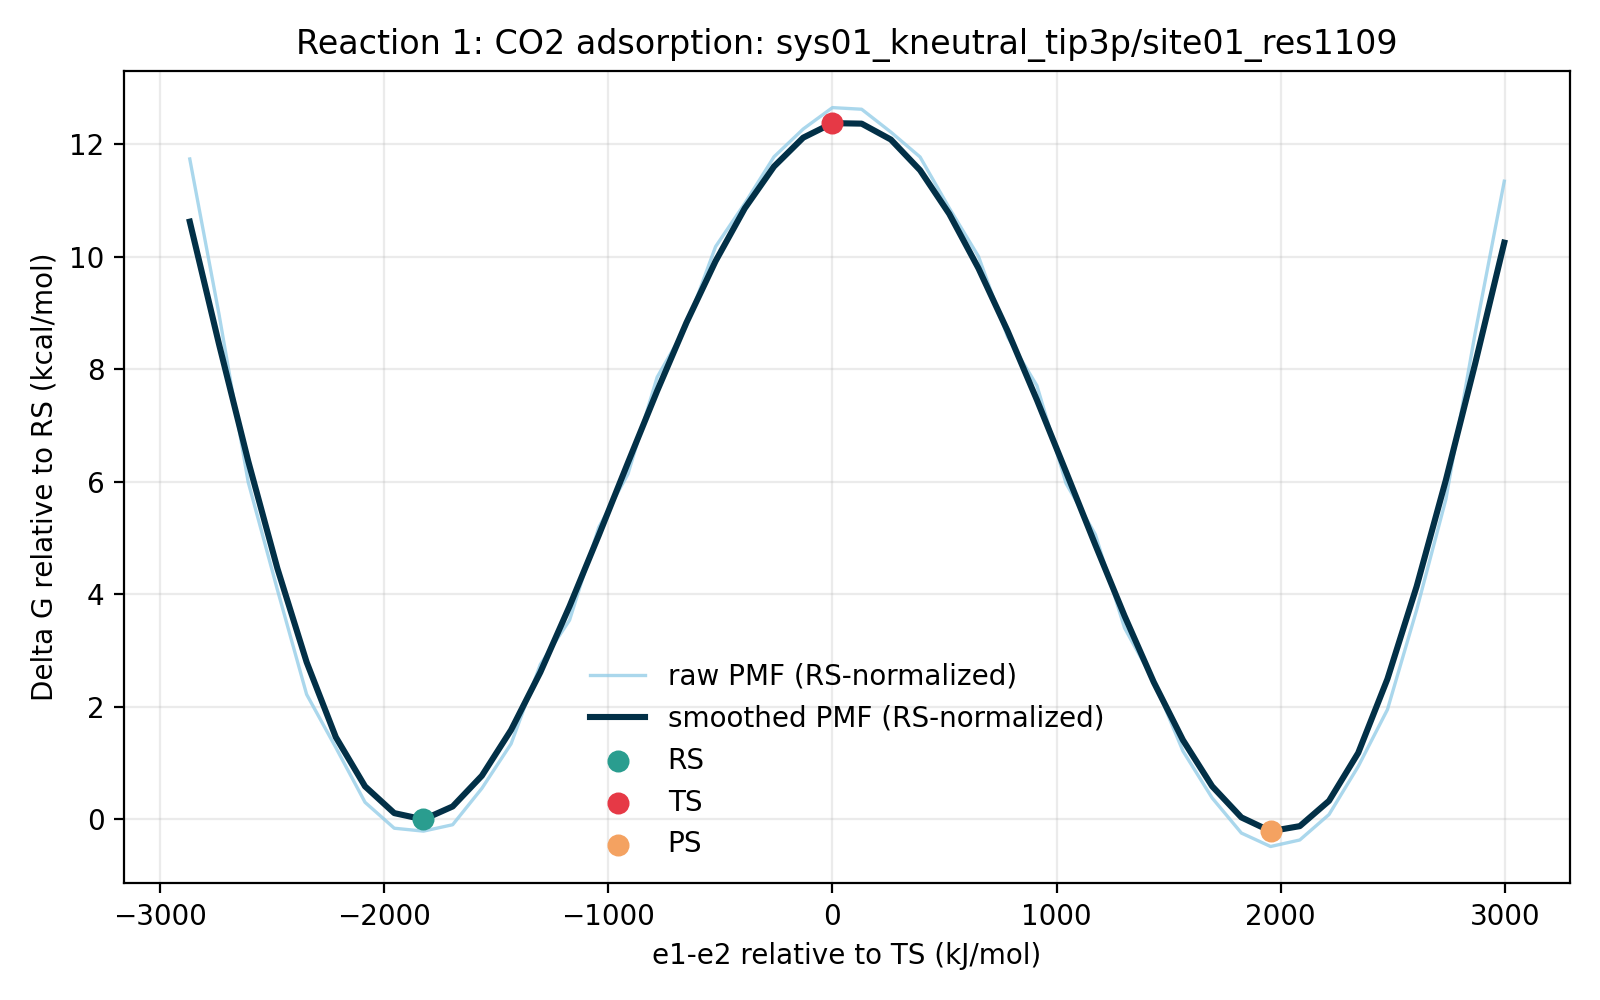 Reaction 1: CO2 adsorption: sys01_kneutral_tip3p/site01_res1109
Delta G relative to RS (kcal/mol)
12
10
8
6
4
2
0
raw PMF (RS-normalized)
smoothed PMF (RS-normalized)
RS
TS
PS
−3000 −2000 −1000 0 1000 2000 3000
e1-e2 relative to TS (kJ/mol)